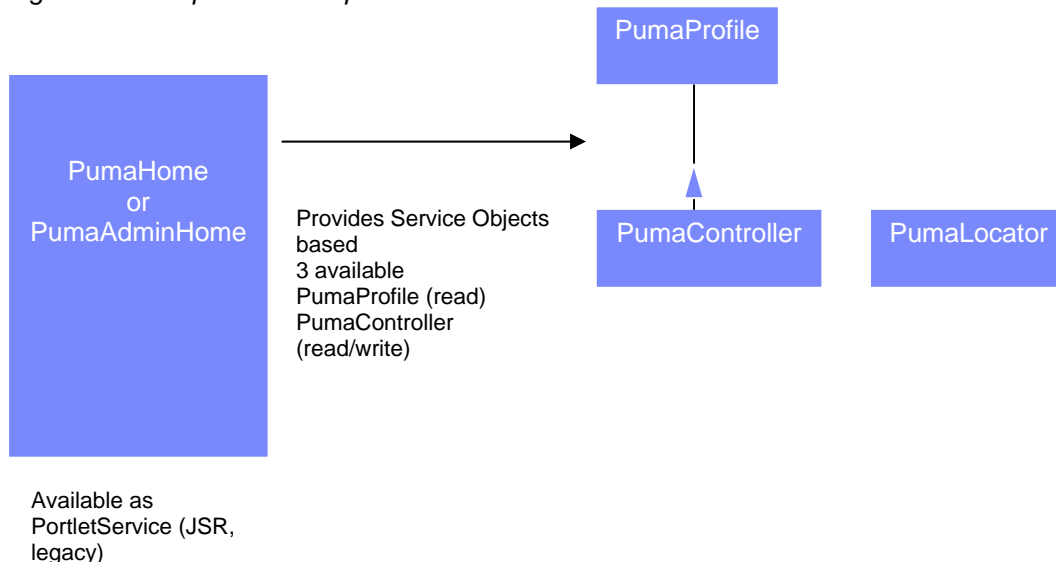 PumaProfile
PumaHome
or
PumaAdminHome
Provides Service Objects
based
3 available
PumaProfile (read)
PumaController
(read/write)
PumaController
PumaLocator
Available as
PortletService (JSR,
legacy)